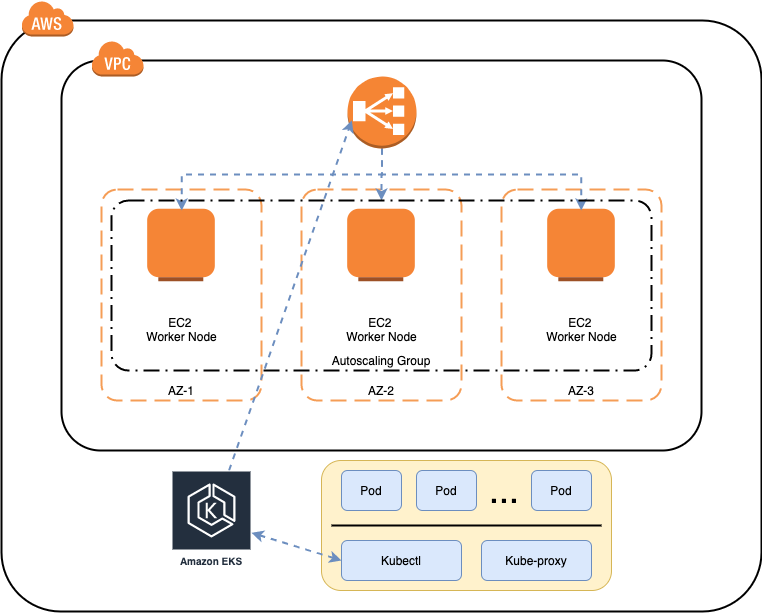 AWS
VPC
EC2
Worker Node
EC2
Worker Node
EC2
Worker Node
Autoscaling Group
AZ-1
AZ-2
AZ-3
K
Amazon EKS
Pod
Pod
...
Pod
Kubectl
Kube-proxy